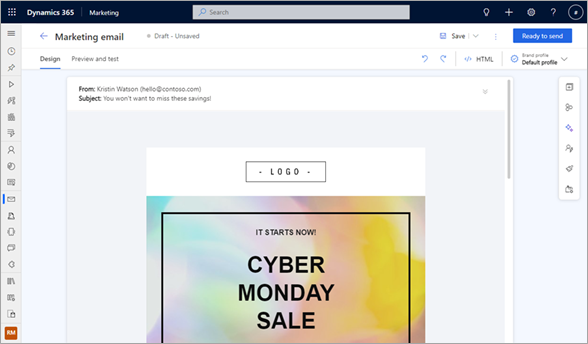 Dynamics 365 Marketing Search #
Marketing email Draft - Unsaved Save Ready to send
Design Preview and test </> HTML Brand profile
Default profile
From: Kristin Watson (hello@contoso.com)
Subject: You won't want to miss these savings!
- LOGO -
IT STARTS NOW!
CYBER
MONDAY
SALE
RM